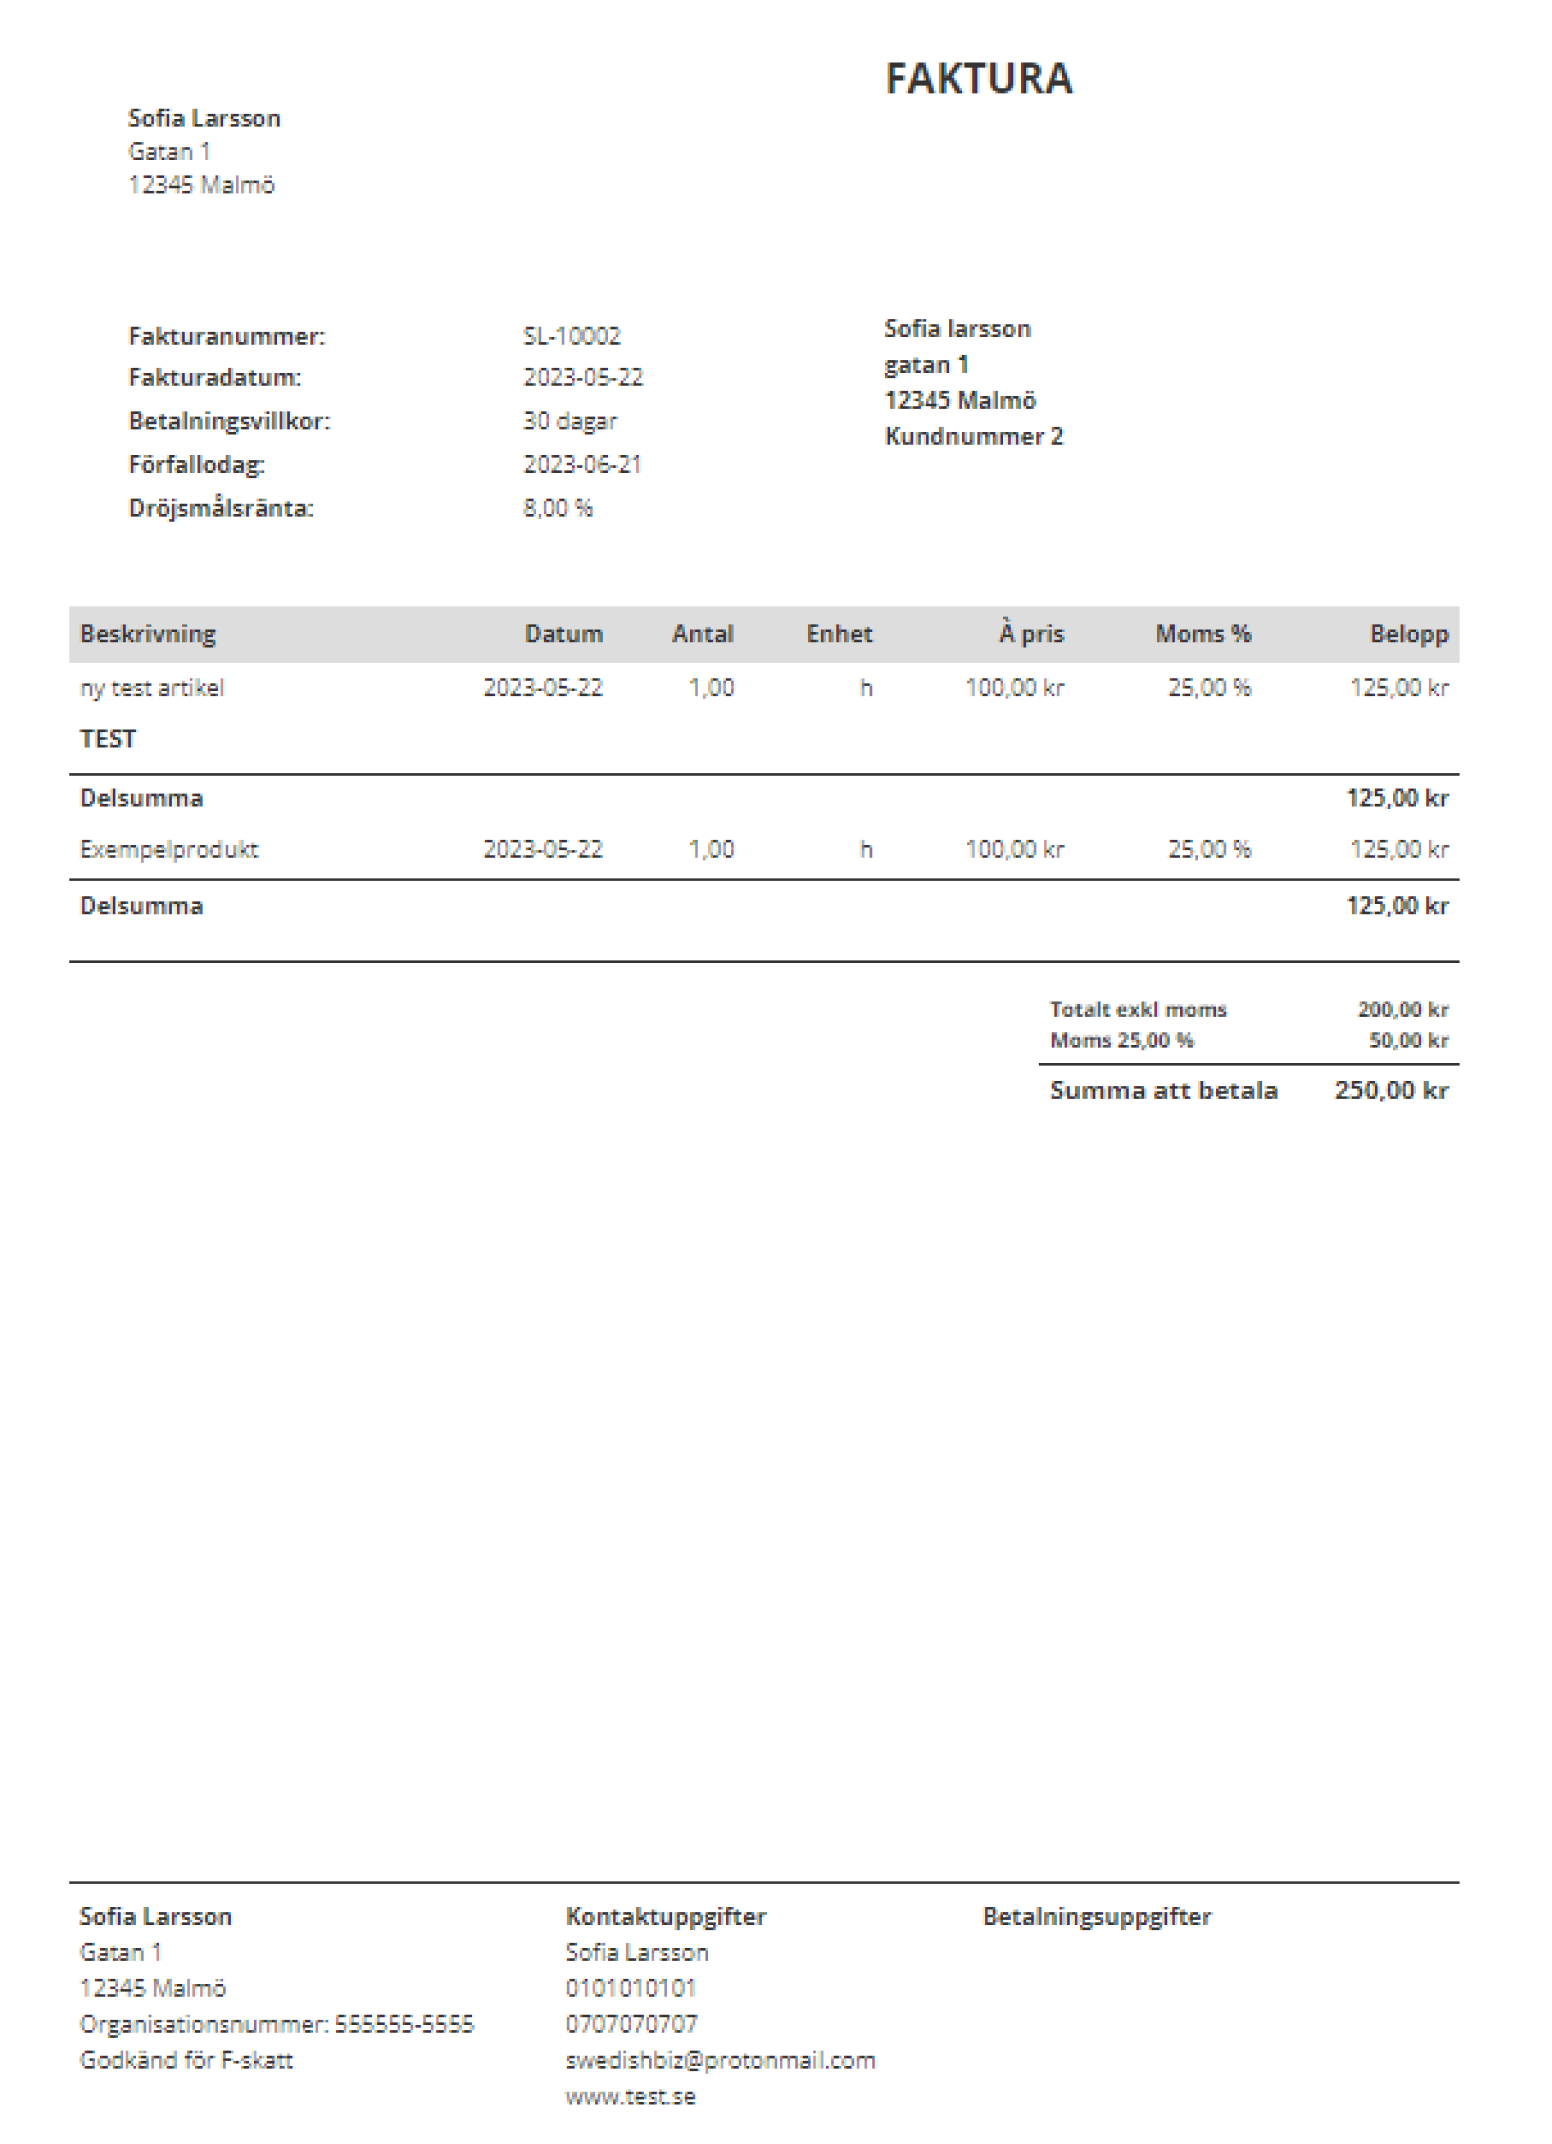 FAKTURA
Sofia Larsson
Gatan 1
12345 Malmö
Fakturanummer: SL-10002
Fakturadatum: 2023-05-22
Betalningsvillkor: 30 dagar
Förfallodag: 2023-06-21
Dröjsmålsränta: 8,00 %
Sofia larsson
gatan 1
12345 Malmö
Kundnummer 2
Beskrivning Datum Antal Enhet À pris Moms % Belopp
ny test artikel 2023-05-22 1,00 h 100,00 kr 25,00 % 125,00 kr
TEST
Delsumma 125,00 kr
Exempelprodukt 2023-05-22 1,00 h 100,00 kr 25,00 % 125,00 kr
Delsumma 125,00 kr
Totalt exkl moms 200,00 kr
Moms 25,00 % 50,00 kr
Summa att betala 250,00 kr
Sofia Larsson
Gatan 1
12345 Malmö
Organisationsnummer: 555555-5555
Godkänd för F-skatt
Kontaktuppgifter
Sofia Larsson
0101010101
0707070707
swedishbiz@protonmail.com
www.test.se
Betalningsuppgifter